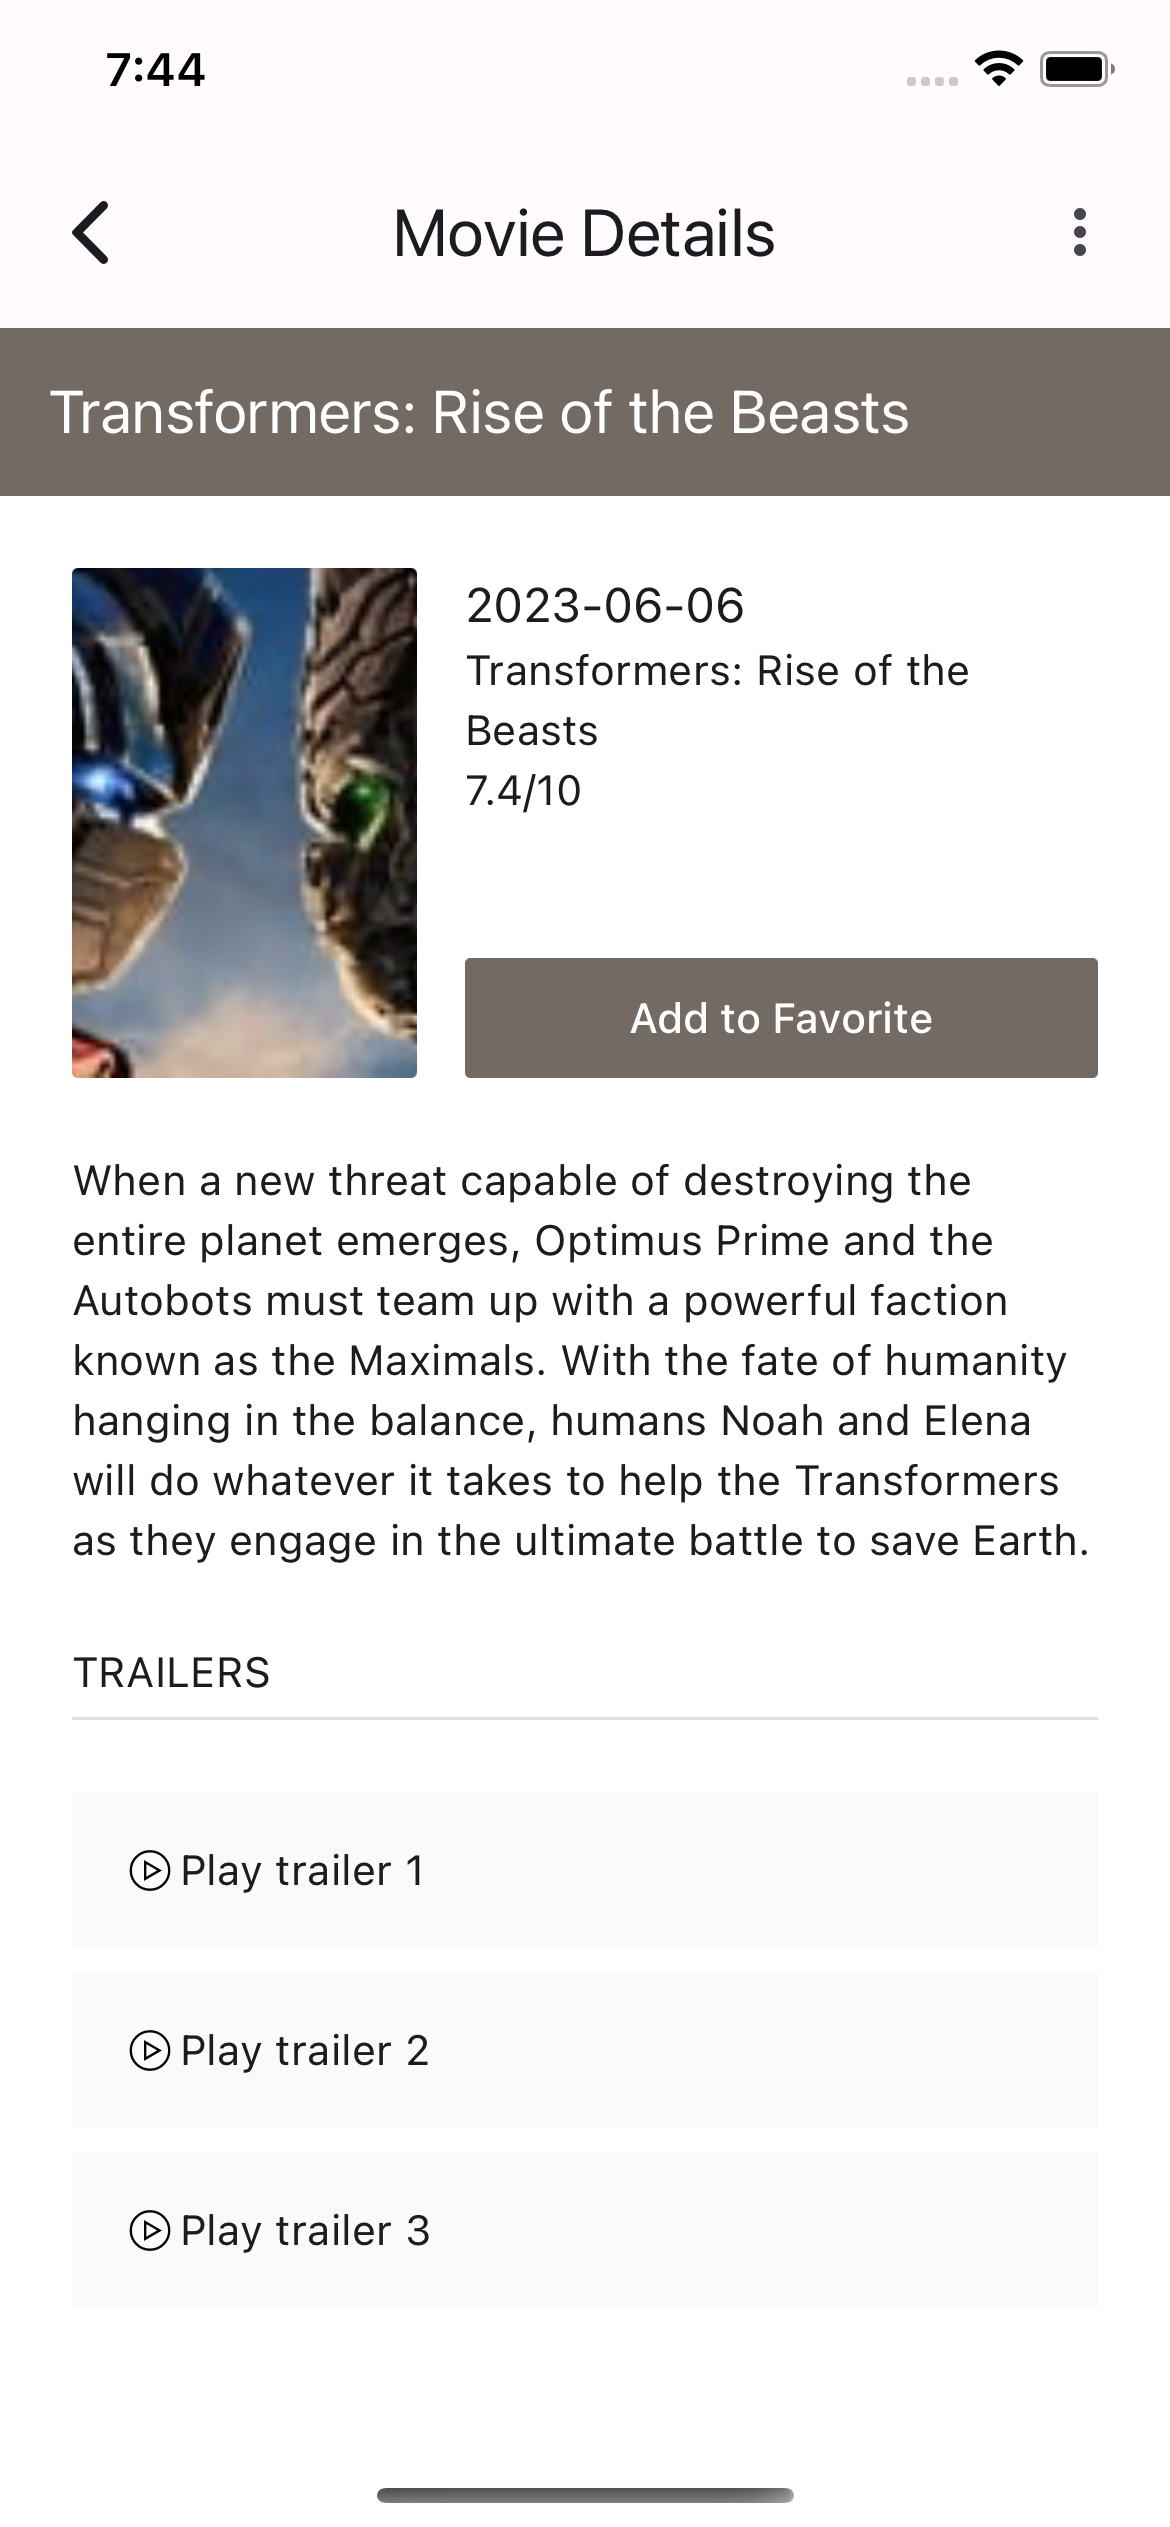 7:44
Movie Details
Transformers: Rise of the Beasts
2023-06-06
Transformers: Rise of the
Beasts
7.4/10
Add to Favorite
When a new threat capable of destroying the
entire planet emerges, Optimus Prime and the
Autobots must team up with a powerful faction
known as the Maximals. With the fate of humanity
hanging in the balance, humans Noah and Elena
will do whatever it takes to help the Transformers
as they engage in the ultimate battle to save Earth.
TRAILERS
Play trailer 1
Play trailer 2
Play trailer 3